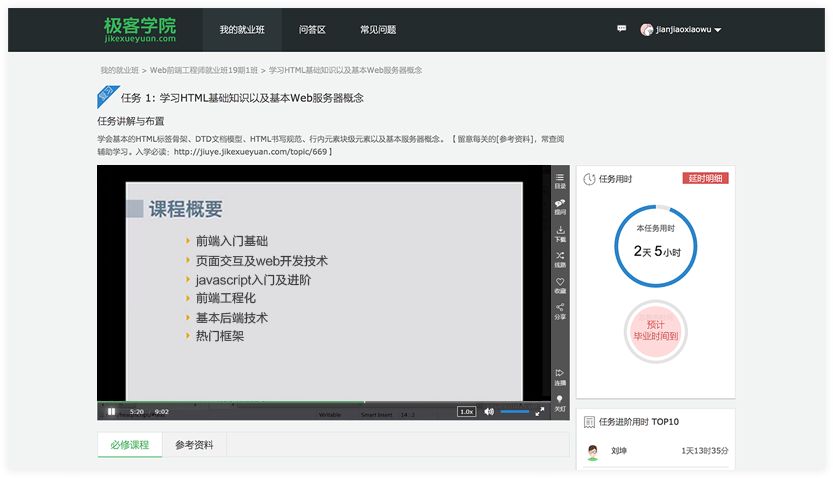 极客学院
jikexueyuan.com
我的就业班
问答区
常见问题
jianjiaoxiaowu
我的就业班 > Web前端工程师就业班19期1班 > 学习HTML基础知识以及基本Web服务器概念
复习
任务 1: 学习HTML基础知识以及基本Web服务器概念
任务讲解与布置
学会基本的HTML标签骨架、DTD文档模型、HTML书写规范、行内元素块级元素以及基本服务器概念。【留意每关的[参考资料]，常查阅
辅助学习。入学必读：http://jiuye.jikexueyuan.com/topic/669】
课程概要
前端入门基础
页面交互及web开发技术
javascript入门及进阶
前端工程化
基本后端技术
热门框架
目录
提问
下载
线路
收藏
分享
连播
关灯
5:20
9:02
Writable
Smart Insert
14 : 2
1.0x
必修课程
参考资料
任务用时
延时明细
本任务用时
2天 5小时
预计
毕业时间到
任务进阶用时 TOP10
刘坤
1天13时35分